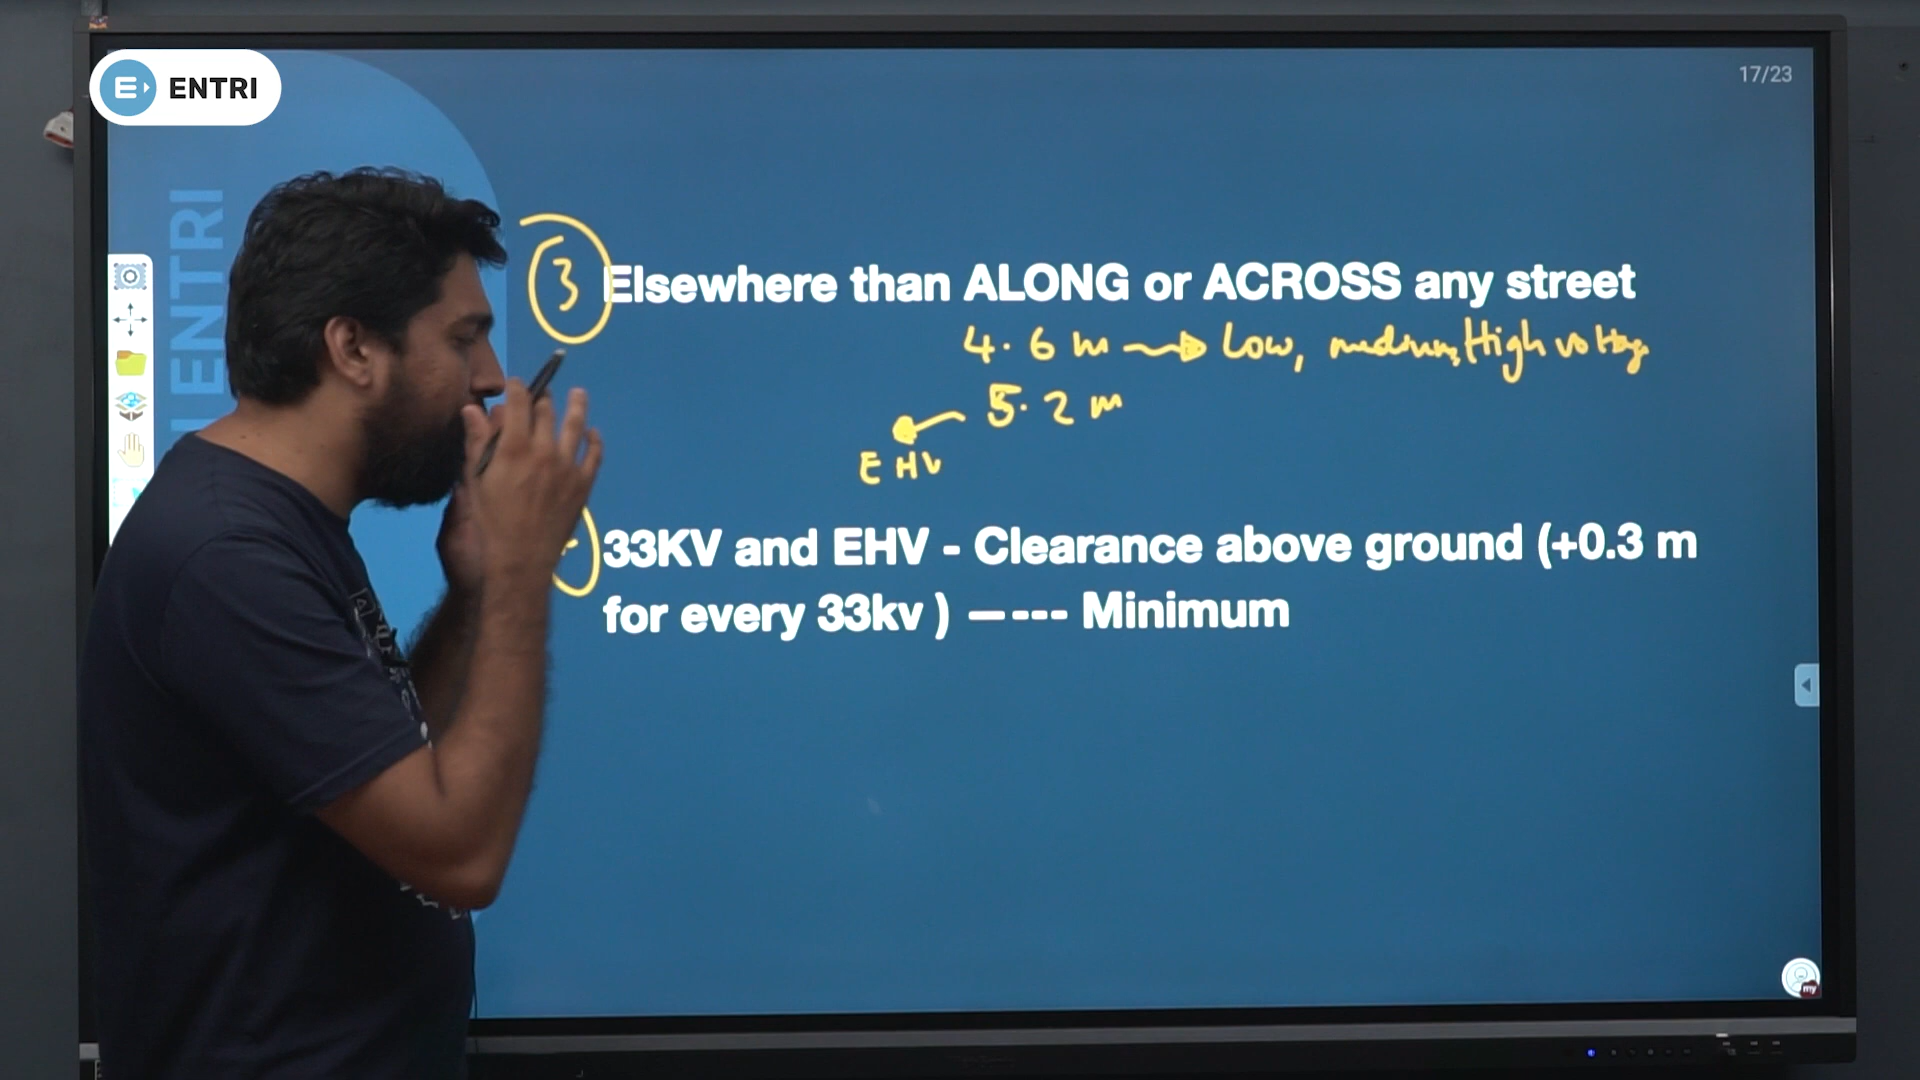 ENTRI
17/23
ENTRI
3 Elsewhere than ALONG or ACROSS any street
4.6 m → Low, medium, High voltage
5.2 m
EHV
33KV and EHV - Clearance above ground (+0.3 m
for every 33kv ) —--- Minimum
my